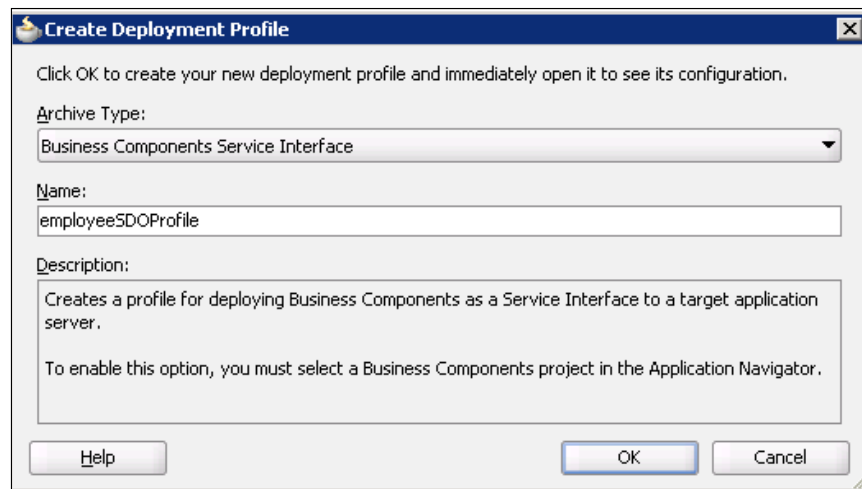 Create Deployment Profile
Click OK to create your new deployment profile and immediately open it to see its configuration.
Archive Type:
Business Components Service Interface
Name:
employeeSDOProfile
Description:
Creates a profile for deploying Business Components as a Service Interface to a target application
server.
To enable this option, you must select a Business Components project in the Application Navigator.
Help
OK
Cancel